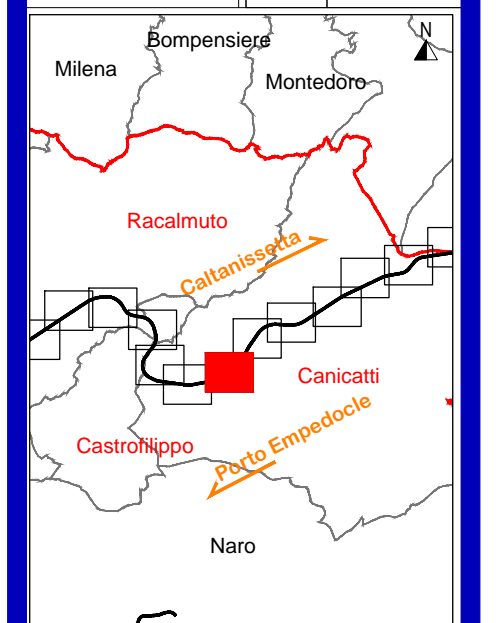 N
Bompensiere
Milena
Montedoro
Racalmuto
Caltanissetta
Canicatti
Porto Empedocle
Castrofilippo
Naro